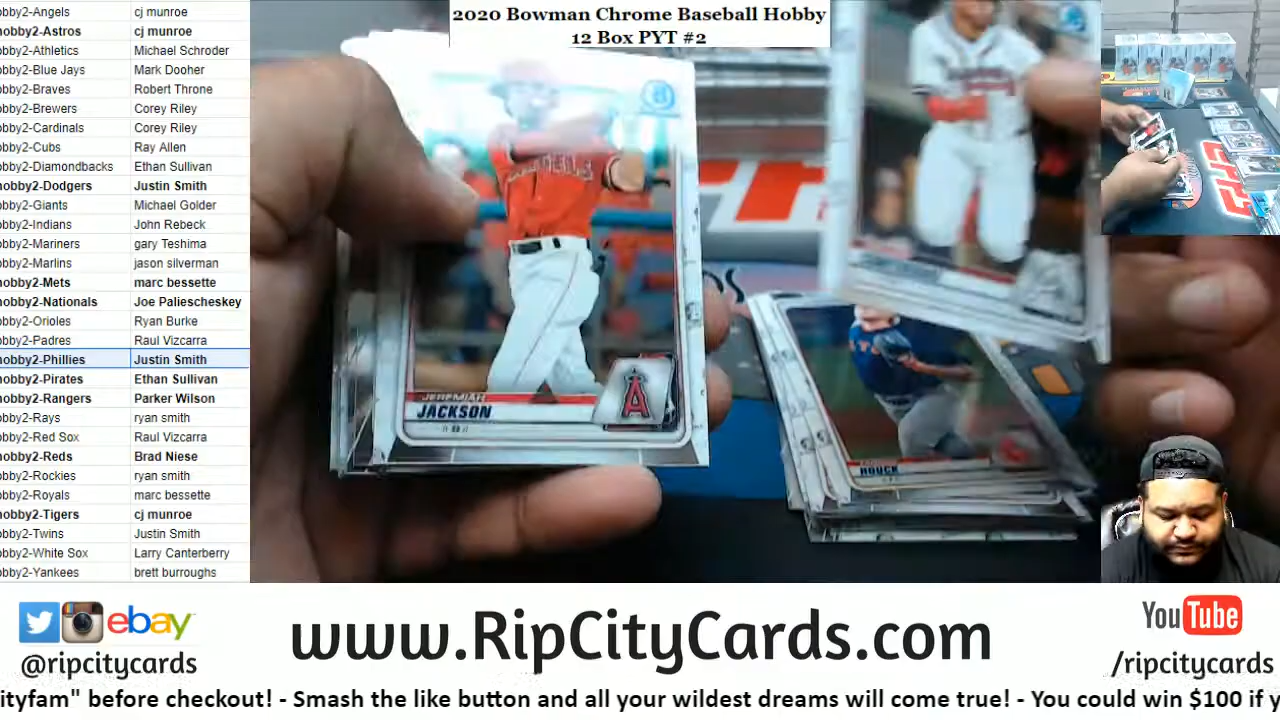 2020 Bowman Chrome Baseball Hobby
12 Box PYT #2
obby2-Angels cj munroe
hobby2-Astros cj munroe
obby2-Athletics Michael Schroder
obby2-Blue Jays Mark Dooher
obby2-Braves Robert Throne
obby2-Brewers Corey Riley
obby2-Cardinals Corey Riley
obby2-Cubs Ray Allen
obby2-Diamondbacks Ethan Sullivan
hobby2-Dodgers Justin Smith
obby2-Giants Michael Golder
obby2-Indians John Rebeck
obby2-Mariners gary Teshima
obby2-Marlins jason silverman
hobby2-Mets marc bessette
hobby2-Nationals Joe Paliescheskey
obby2-Orioles Ryan Burke
obby2-Padres Raul Vizcarra
hobby2-Phillies Justin Smith
hobby2-Pirates Ethan Sullivan
hobby2-Rangers Parker Wilson
obby2-Rays ryan smith
obby2-Red Sox Raul Vizcarra
hobby2-Reds Brad Niese
obby2-Rockies ryan smith
obby2-Royals marc bessette
hobby2-Tigers cj munroe
obby2-Twins Justin Smith
obby2-White Sox Larry Canterberry
obby2-Yankees brett burroughs
ANGELS
JEREMIAH
JACKSON
A
HOUCK
ebay
@ripcitycards
www.RipCityCards.com
YouTube
/ripcitycards
ityfam" before checkout! - Smash the like button and all your wildest dreams will come true! - You could win $100 if y